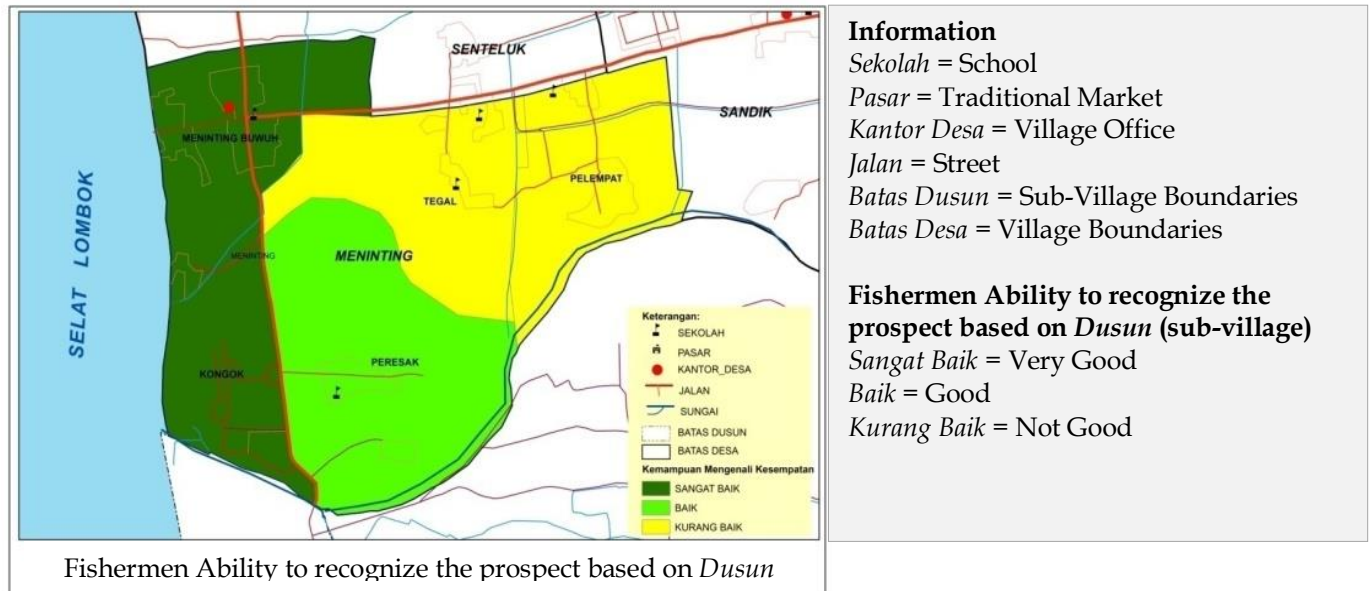 SENTELUK
SANDIK
MENINTING BUWUH
PELEMPAT
TEGAL
SELAT LOMBOK
MENINTING
MENINTING
PERESAK
KONGOK
Keterangan:
SEKOLAH
PASAR
KANTOR_DESA
JALAN
SUNGAI
BATAS DUSUN
BATAS DESA
Kemampuan Mengenali Kesempatan
SANGAT BAIK
BAIK
KURANG BAIK
Fishermen Ability to recognize the prospect based on Dusun
Information
Sekolah = School
Pasar = Traditional Market
Kantor Desa = Village Office
Jalan = Street
Batas Dusun = Sub-Village Boundaries
Batas Desa = Village Boundaries
Fishermen Ability to recognize the
prospect based on Dusun (sub-village)
Sangat Baik = Very Good
Baik = Good
Kurang Baik = Not Good